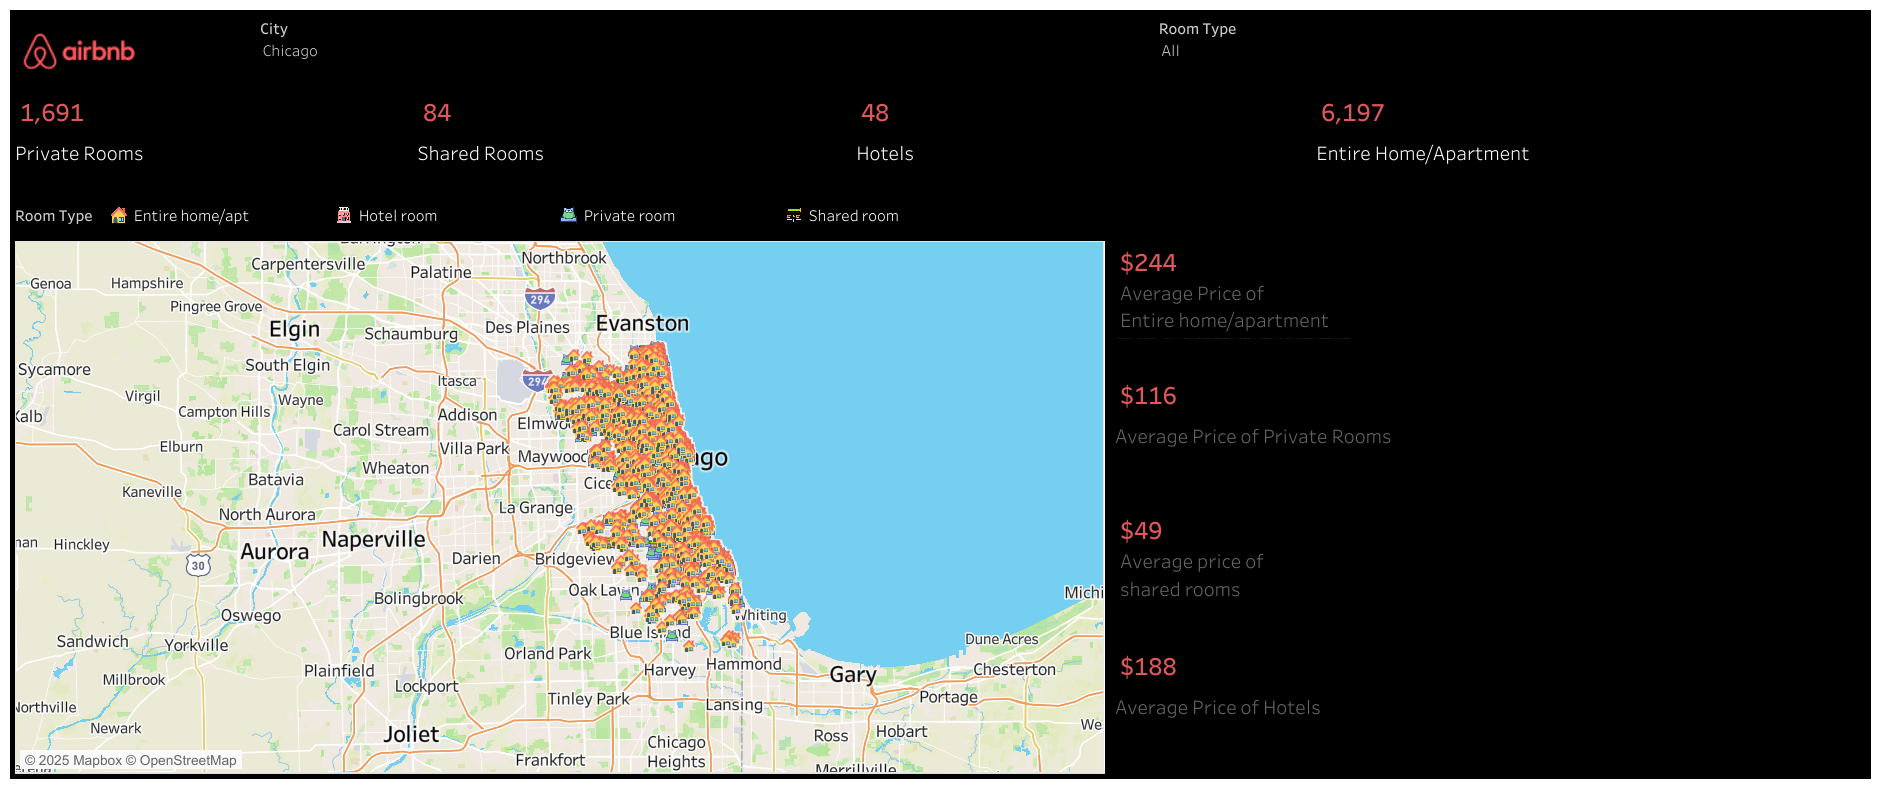 airbnb
City
Chicago
Room Type
All
1,691
Private Rooms
84
Shared Rooms
48
Hotels
6,197
Entire Home/Apartment
Room Type
Entire home/apt
Hotel room
Private room
Shared room
Carpentersville
Palatine
Northbrook
Genoa
Hampshire
Pingree Grove
294
Elgin
Schaumburg
Des Plaines
Evanston
South Elgin
Sycamore
Itasca
294
Virgil
Wayne
Campton Hills
Addison
Kalb
Carol Stream
Elmwo
Elburn
Villa Park
Maywood
ago
Wheaton
Batavia
Cice
Kaneville
La Grange
North Aurora
Naperville
nan
Hinckley
Aurora
Darien
Bridgeview
30
Bolingbrook
Oak Lawn
Michi
Oswego
Whiting
Sandwich
Yorkville
Blue Island
Dune Acres
Orland Park
Plainfield
Harvey
Hammond
Chesterton
Millbrook
Lockport
Gary
Northville
Tinley Park
Lansing
Portage
Newark
Joliet
We
Ross
Hobart
Chicago
Heights
Frankfort
Merrillville
© 2025 Mapbox © OpenStreetMap
$244
Average Price of
Entire home/apartment
$116
Average Price of Private Rooms
$49
Average price of
shared rooms
$188
Average Price of Hotels